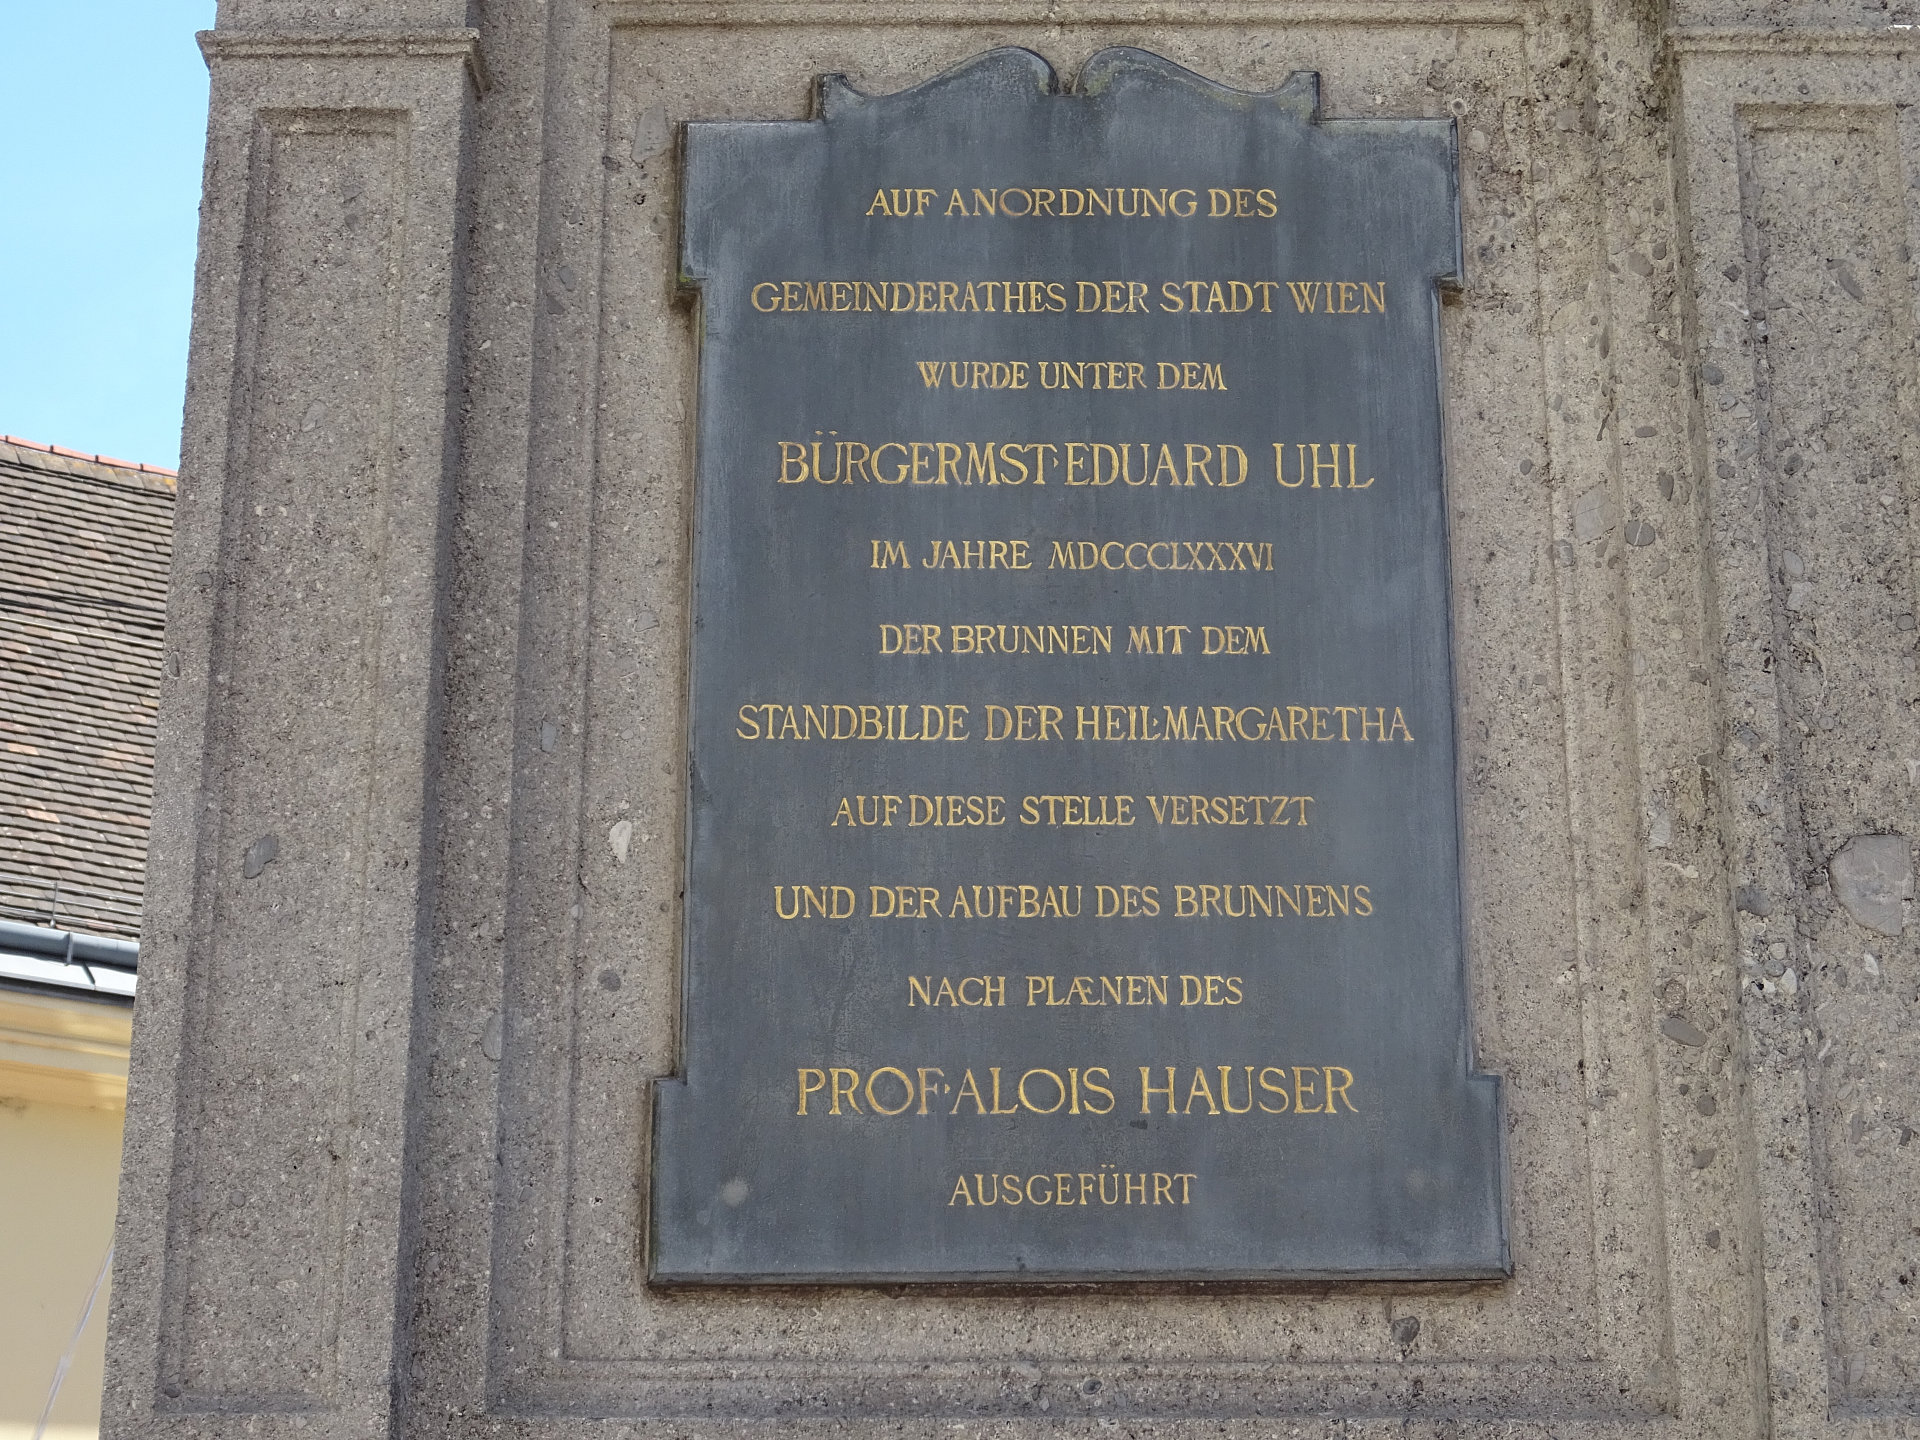 AUF ANORDNUNG DES
GEMEINDERATHES DER STADT WIEN
WURDE UNTER DEM
BÜRGERMST. EDUARD UHL
IM JAHRE MDCCCLXXXVI
DER BRUNNEN MIT DEM
STANDBILDE DER HEIL. MARGARETHA
AUF DIESE STELLE VERSETZT
UND DER AUFBAU DES BRUNNENS
NACH PLÆNEN DES
PROF. ALOIS HAUSER
AUSGEFÜHRT